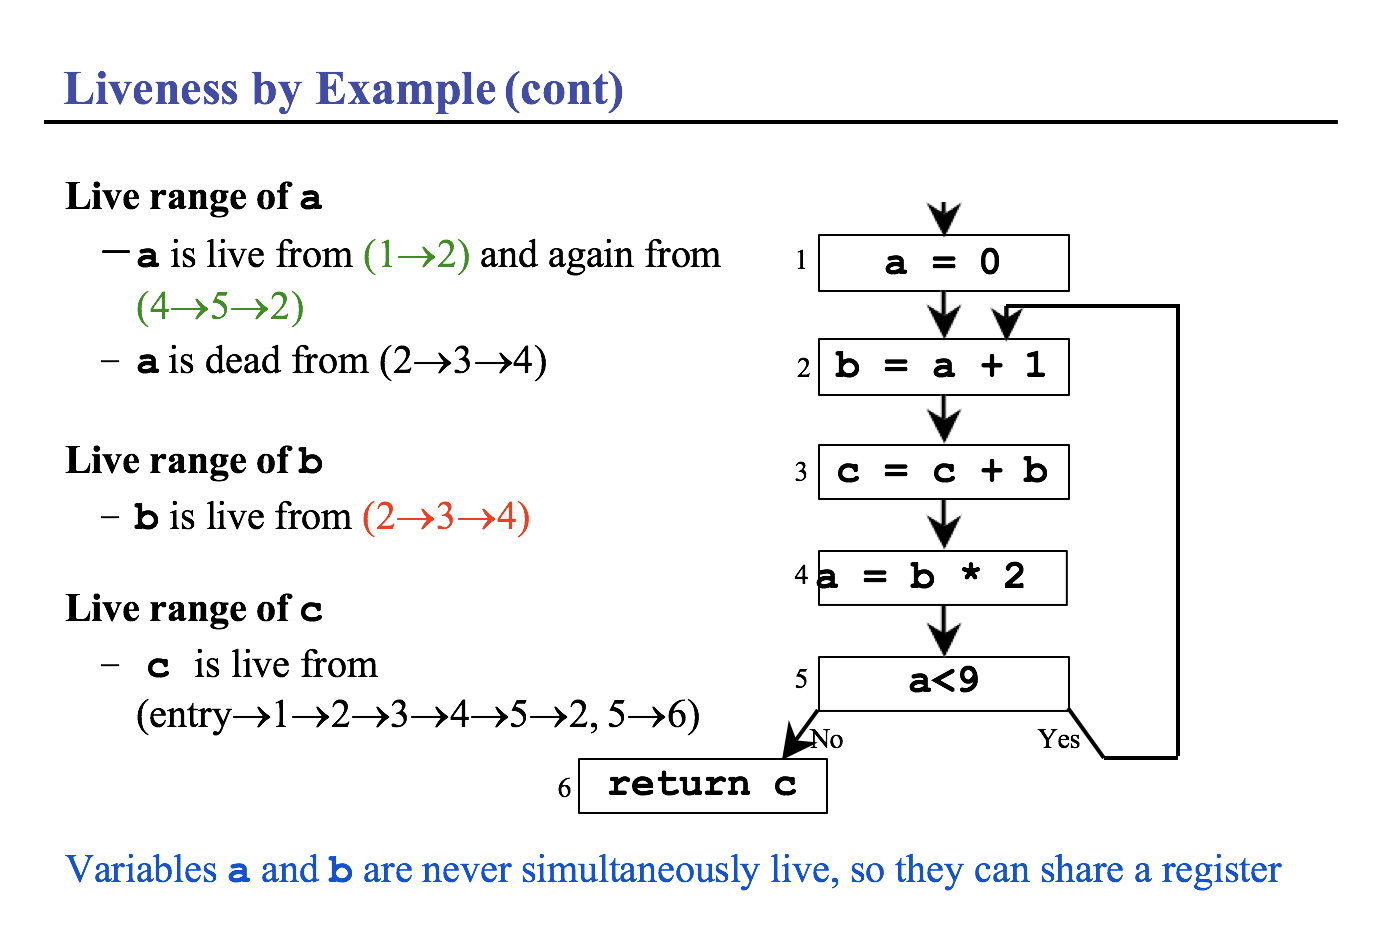 Liveness by Example (cont)
Live range of a
– a is live from (1→2) and again from
(4→5→2)
– a is dead from (2→3→4)
Live range of b
– b is live from (2→3→4)
Live range of c
– c is live from
(entry→1→2→3→4→5→2, 5→6)
1 a = 0
2 b = a + 1
3 c = c + b
4 a = b * 2
5 a<9
No Yes
6 return c
Variables a and b are never simultaneously live, so they can share a register